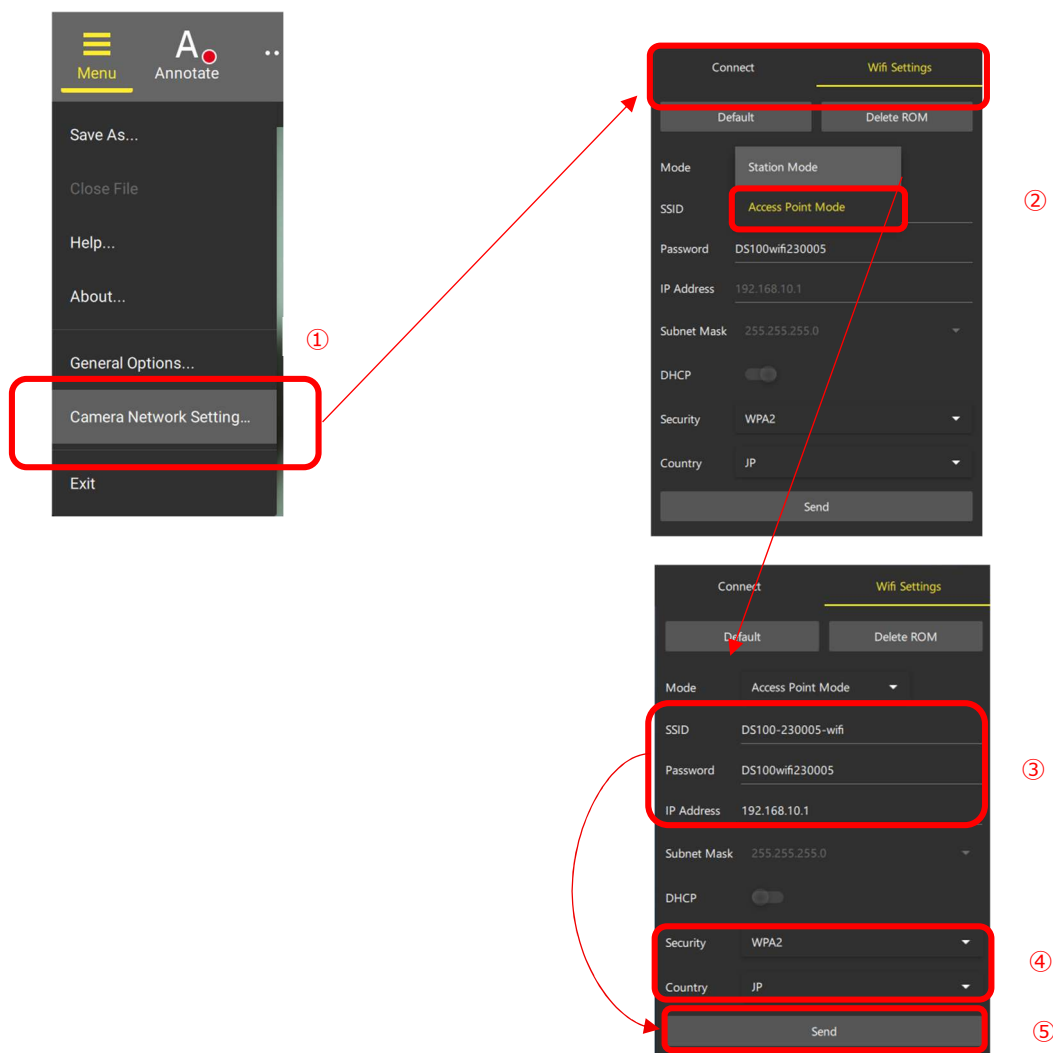 Menu
A
Annotate
..
Save As...
Close File
Help...
About...
General Options...
Camera Network Setting...
Exit
①
Connect Wifi Settings
Default Delete ROM
Mode Station Mode
SSID Access Point Mode
Password DS100wifi230005
IP Address 192.168.10.1
Subnet Mask 255.255.255.0
DHCP
Security WPA2
Country JP
Send
②
Connect Wifi Settings
Default Delete ROM
Mode Access Point Mode
SSID DS100-230005-wifi
Password DS100wifi230005
IP Address 192.168.10.1
③
Subnet Mask 255.255.255.0
DHCP
Security WPA2
Country JP
④
Send
⑤